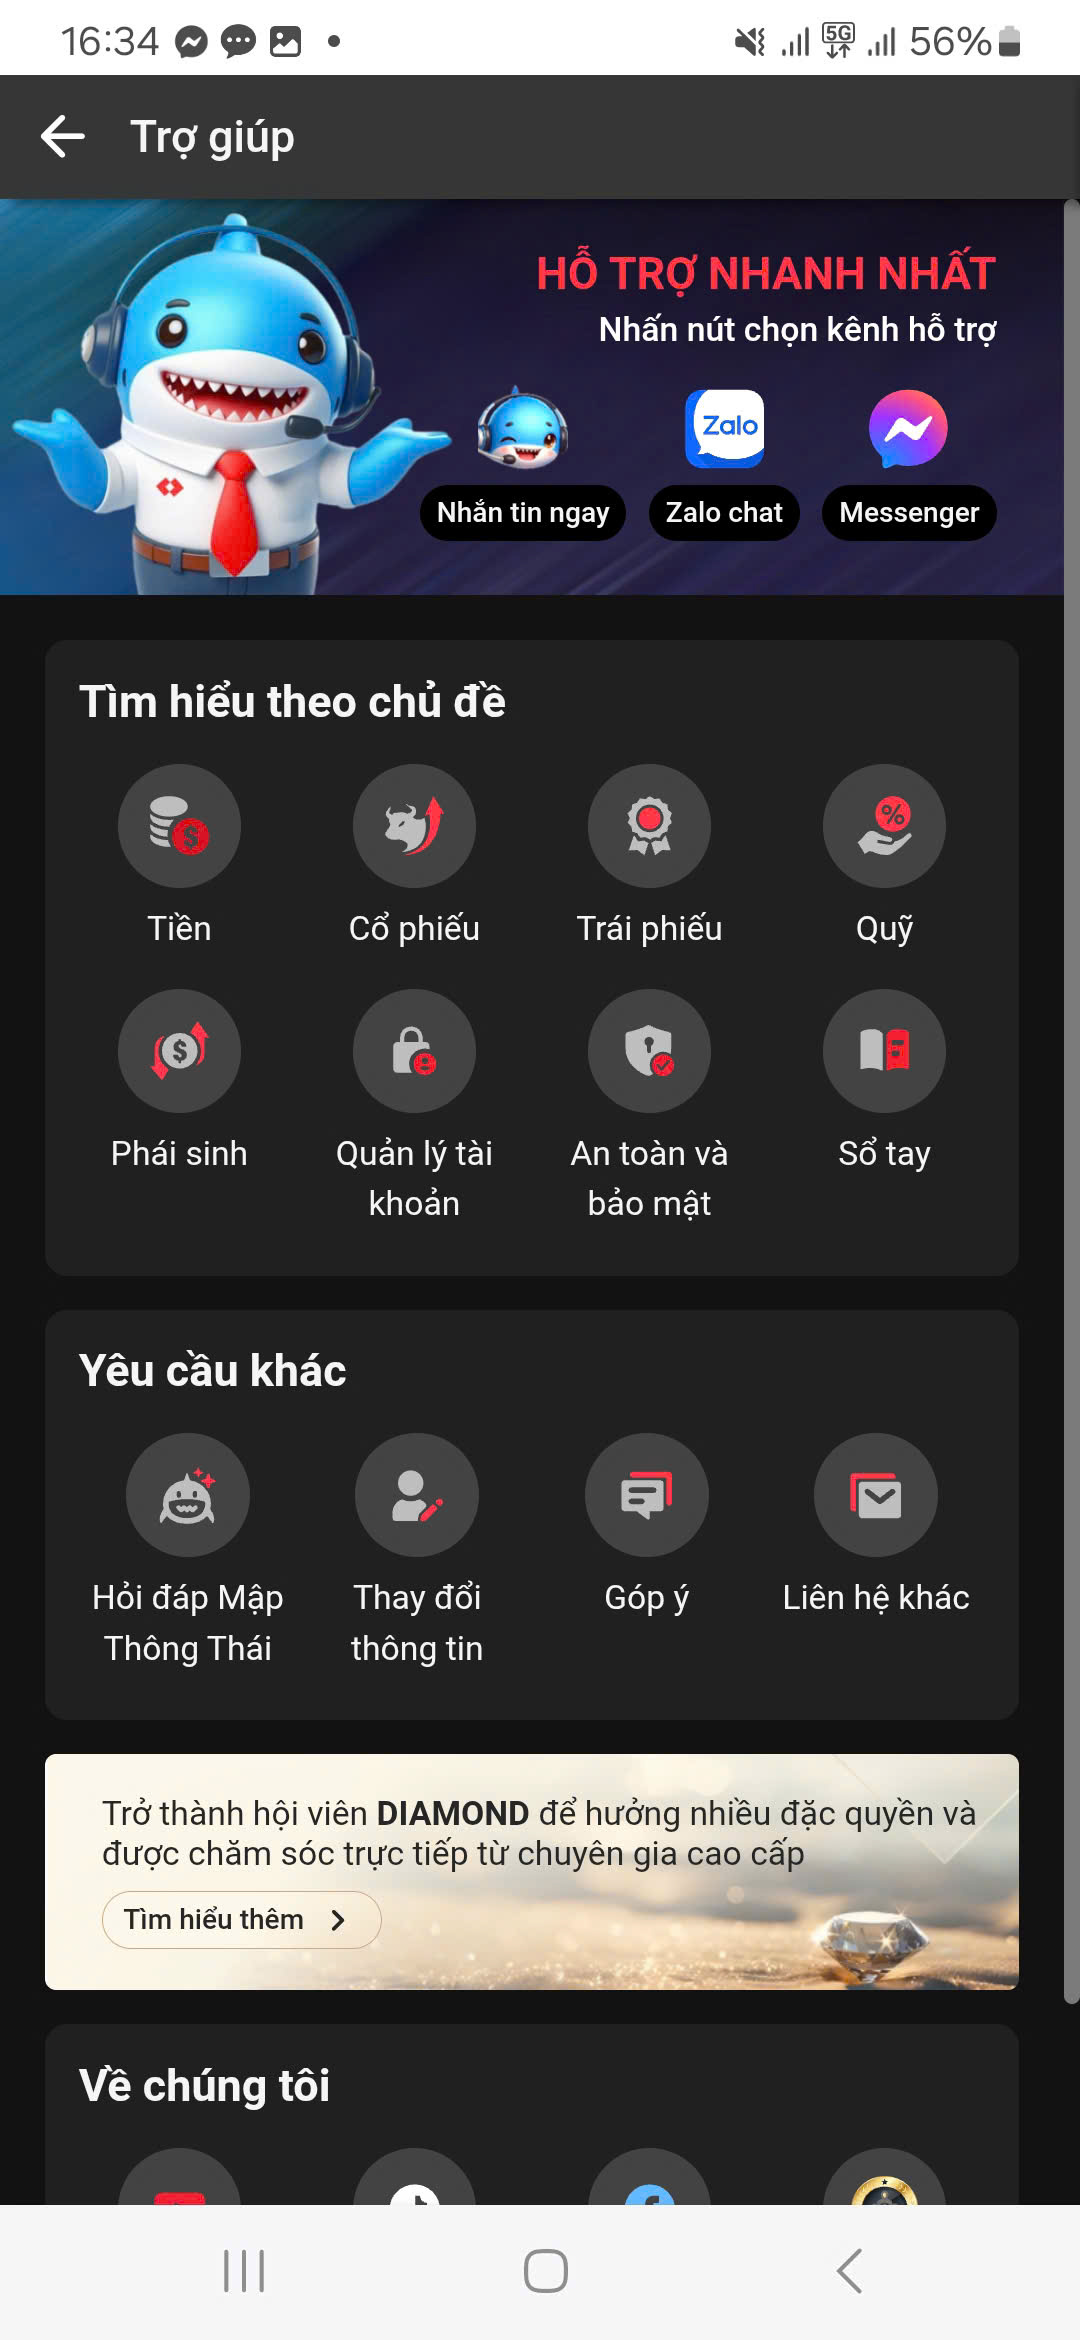 16:34
5G
56%
Trợ giúp
HỖ TRỢ NHANH NHẤT
Nhấn nút chọn kênh hỗ trợ
Zalo
Nhắn tin ngay
Zalo chat
Messenger
Tìm hiểu theo chủ đề
Tiền
Cổ phiếu
Trái phiếu
Quỹ
Phái sinh
Quản lý tài
khoản
An toàn và
bảo mật
Sổ tay
Yêu cầu khác
Hỏi đáp Mập
Thông Thái
Thay đổi
thông tin
Góp ý
Liên hệ khác
Trở thành hội viên DIAMOND để hưởng nhiều đặc quyền và
được chăm sóc trực tiếp từ chuyên gia cao cấp
Tìm hiểu thêm
Về chúng tôi